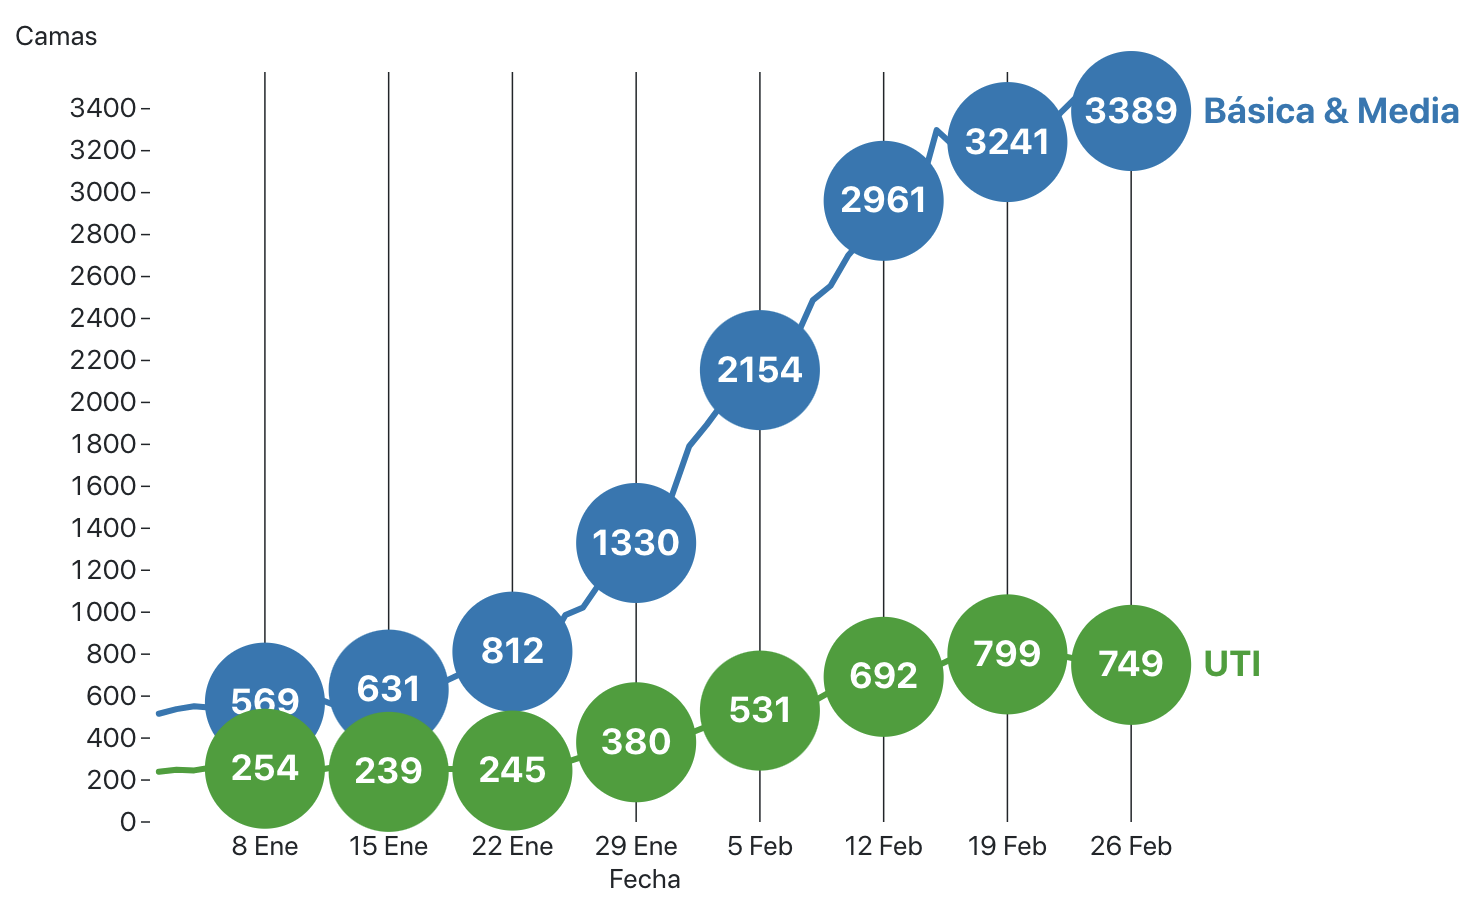 Camas
3400
3200
3000
2800
2600
2400
2200
2000
1800
1600
1400
1200
1000
800
600
400
200
0
569
631
812
1330
2154
2961
3241
3389
Básica & Media
254
239
245
380
531
692
799
749
UTI
8 Ene
15 Ene
22 Ene
29 Ene
5 Feb
12 Feb
19 Feb
26 Feb
Fecha